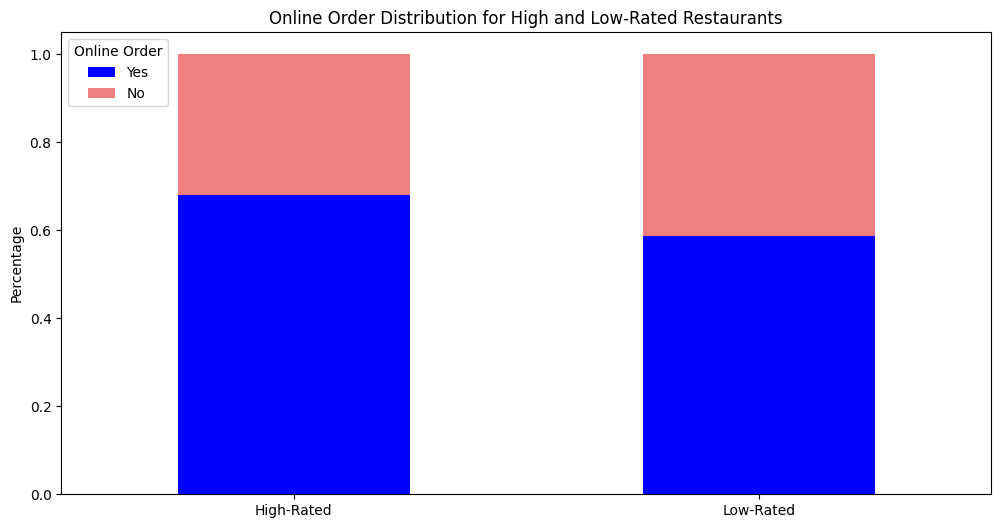 Online Order Distribution for High and Low-Rated Restaurants
Online Order
Yes
No
1.0
0.8
0.6
0.4
0.2
0.0
Percentage
High-Rated
Low-Rated